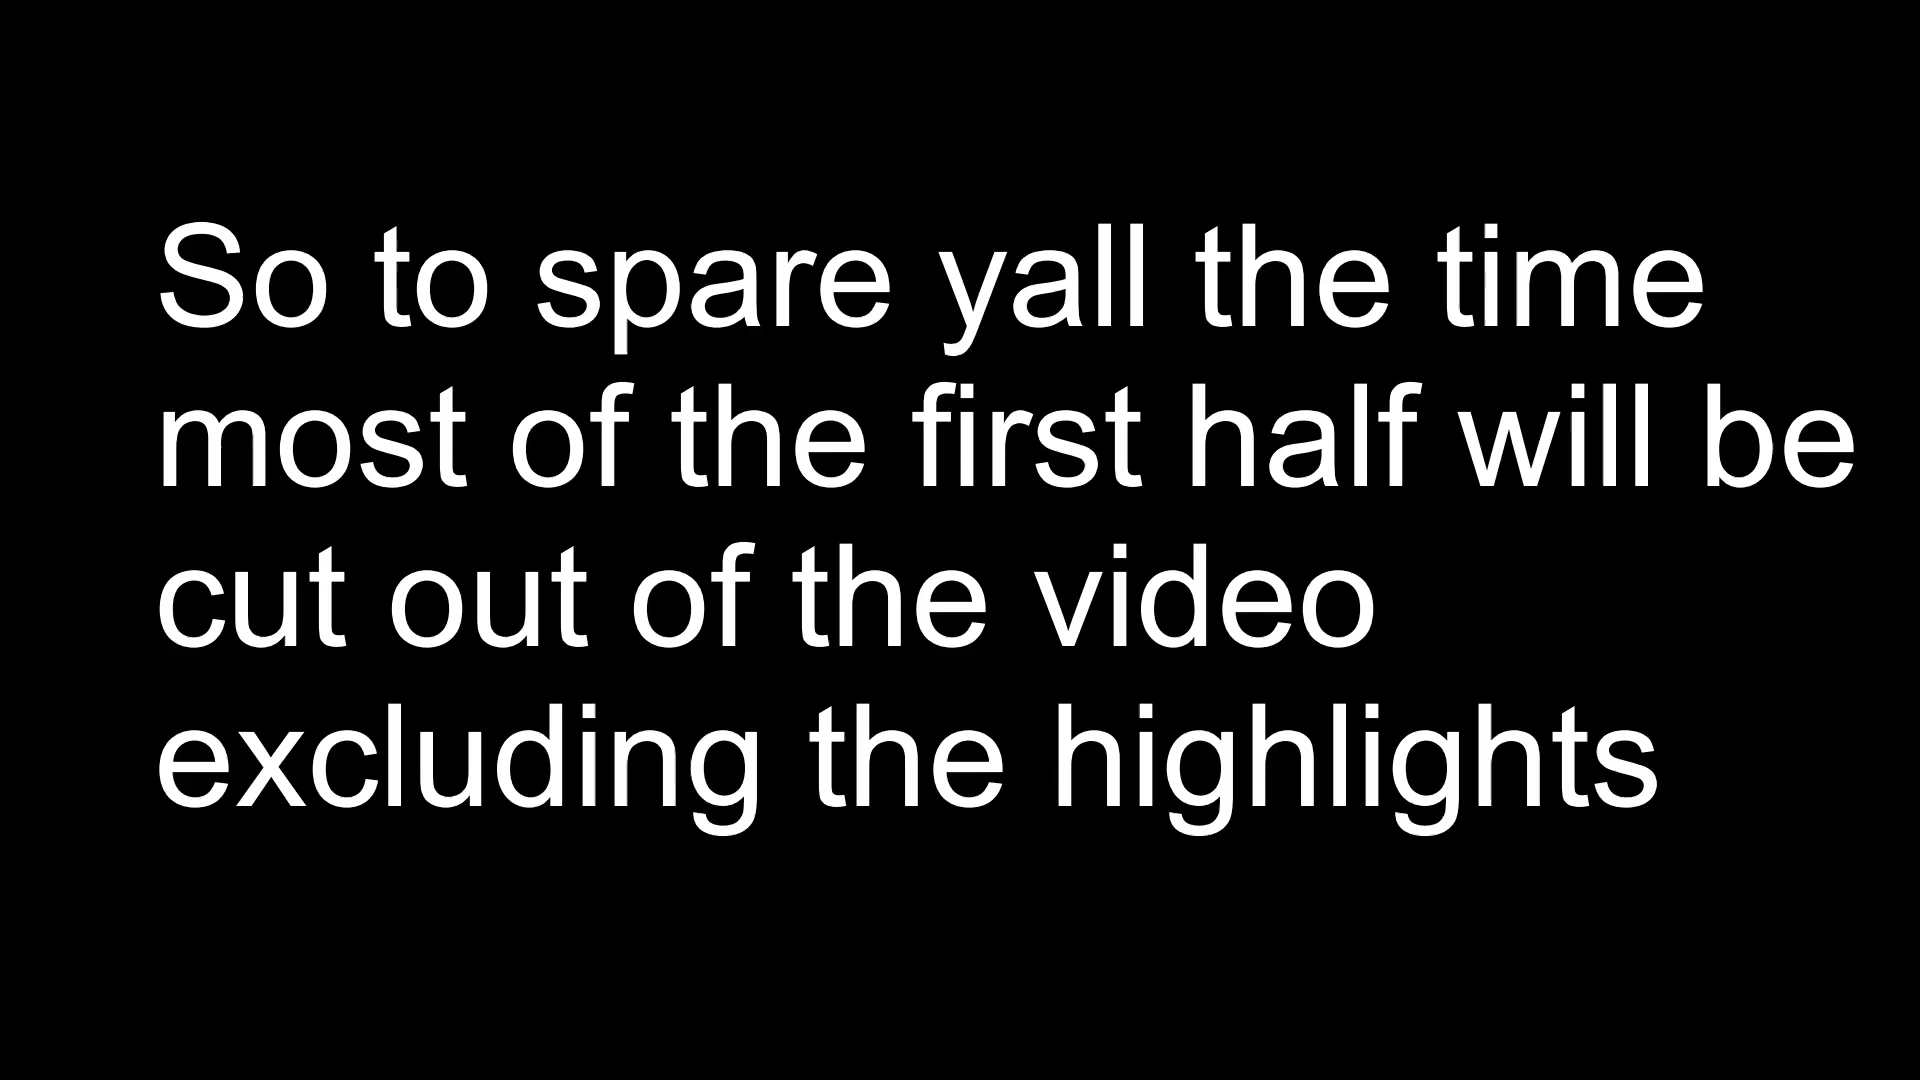 So to spare yall the time
most of the first half will be
cut out of the video
excluding the highlights